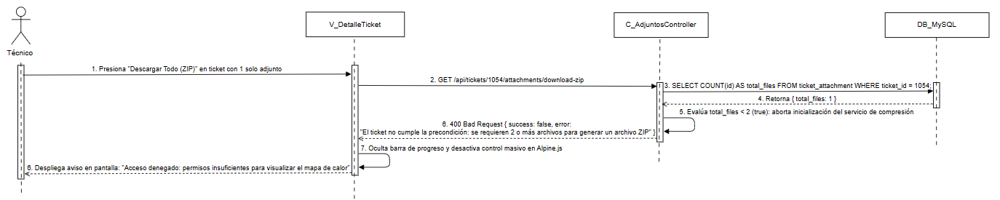 V_DetalleTicket
C_AdjuntosController
DB_MySQL
Técnico
1. Presiona "Descargar Todo (ZIP)" en ticket con 1 solo adjunto
2. GET /api/tickets/1054/attachments/download-zip
3. SELECT COUNT(id) AS total_files FROM ticket_attachment WHERE ticket_id = 1054;
4. Retorna { total_files: 1 }
5. Evalúa total_files < 2 (true): aborta inicialización del servicio de compresión
6. 400 Bad Request { success: false, error:
"El ticket no cumple la precondición: se requieren 2 o más archivos para generar un archivo ZIP" }
7. Oculta barra de progreso y desactiva control masivo en Alpine.js
8. Despliega aviso en pantalla: "Acceso denegado: permisos insuficientes para visualizar el mapa de calor"